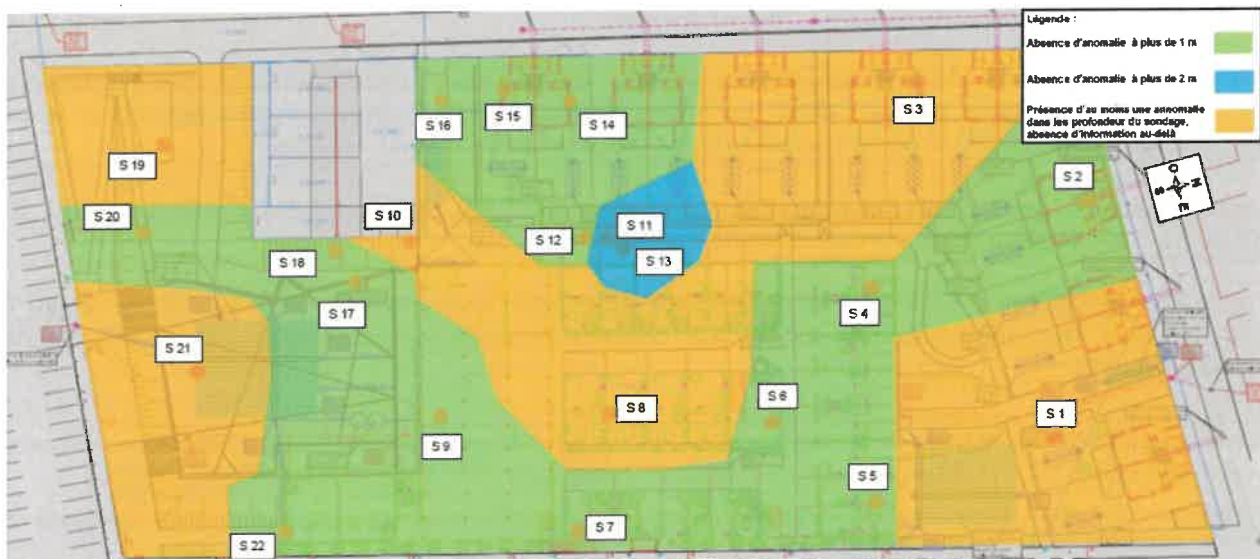 Légende :
Absence d'anomalie à plus de 1 m
Absence d'anomalie à plus de 2 m
Présence d'au moins une annomalie
dans les profondeur du sondage,
absence d'information au-delà
S 3
S 15
S 16
S 14
S 19
S 2
O
N
S
E
S 20
S 10
S 11
S 12
S 18
S 13
S 17
S 4
S 21
S 8
S 6
S 1
S 9
S 5
S 7
S 22